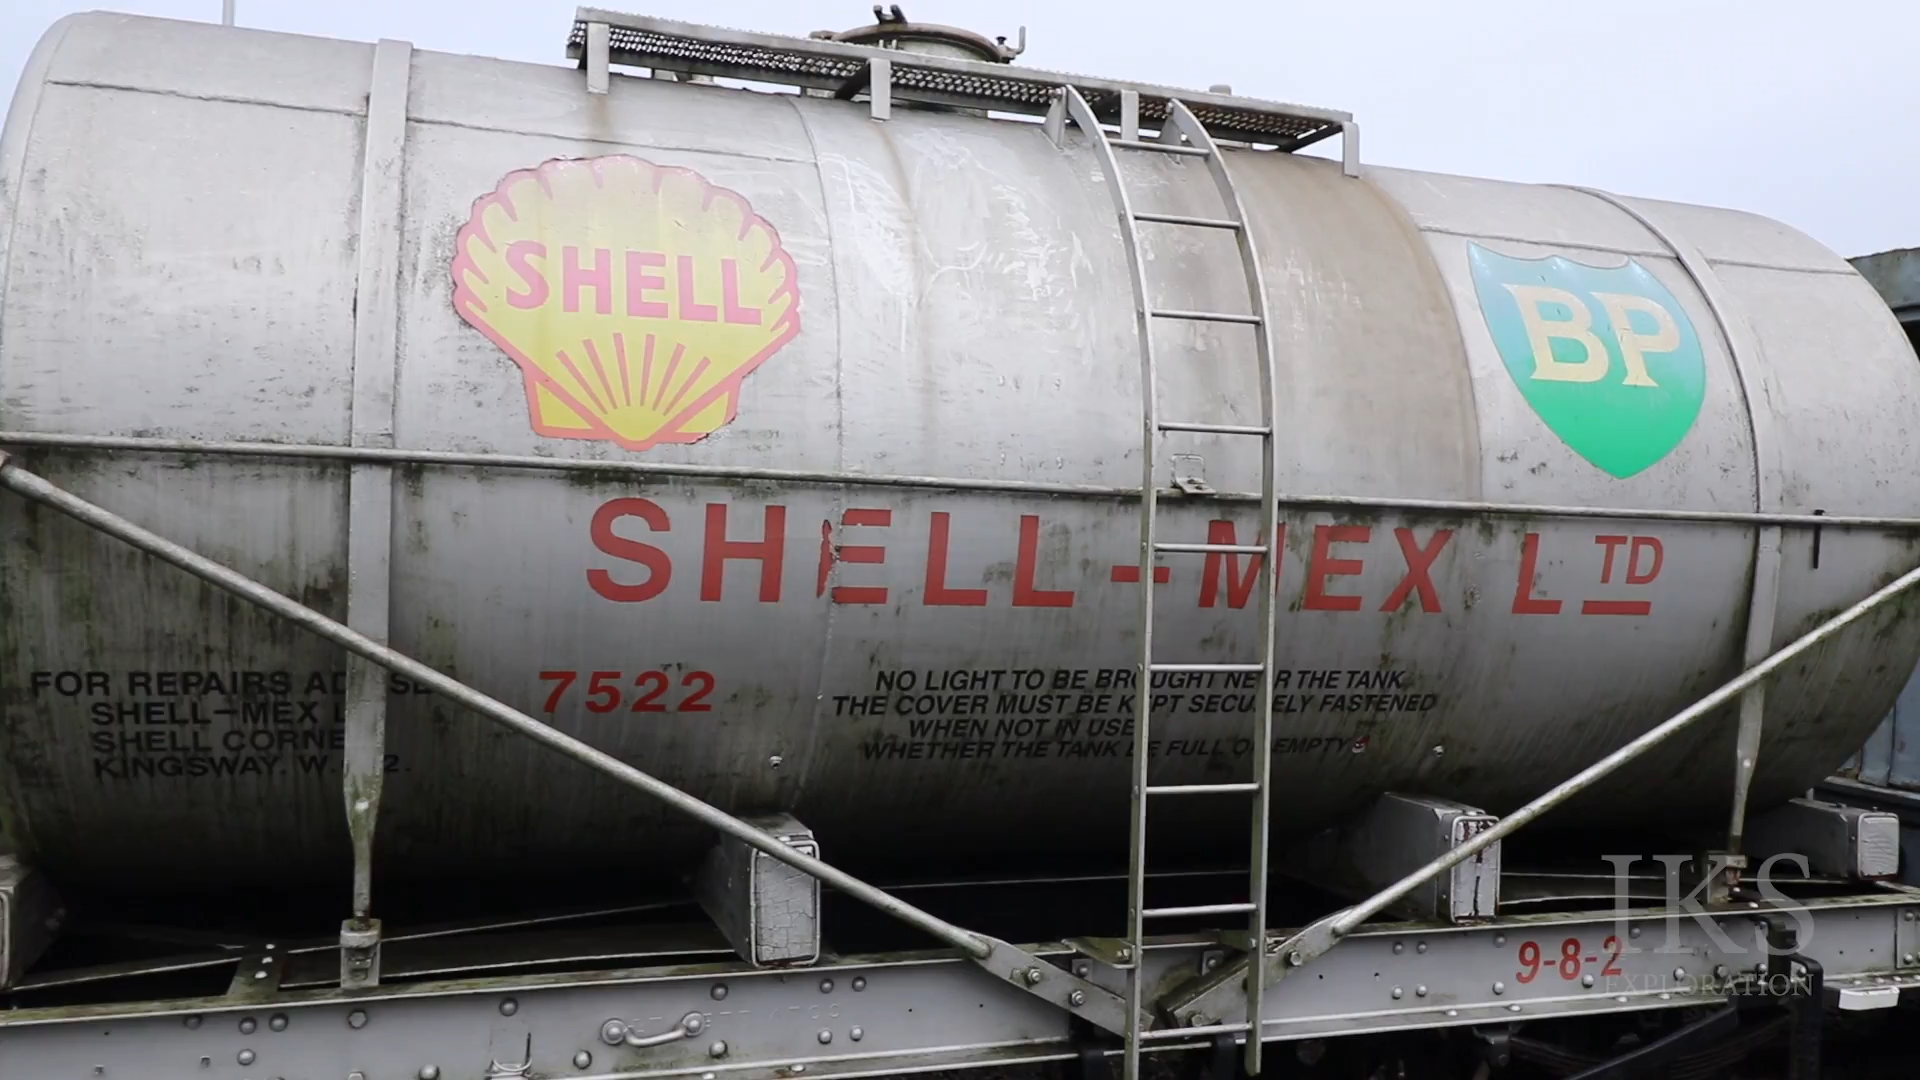 SHELL
BP
SHELL-MEX LTD
7522
FOR REPAIRS
SHELL-MEX
SHELL
KINGSWAY. W.
NO LIGHT TO BE BROUGHT NEAR THE TANK
THE COVER MUST BE KEPT SECURELY FASTENED
WHEN NOT IN USE
WHETHER THE TANK BE FULL OR EMPTY
9-8-2
IKS
EXPLORATION